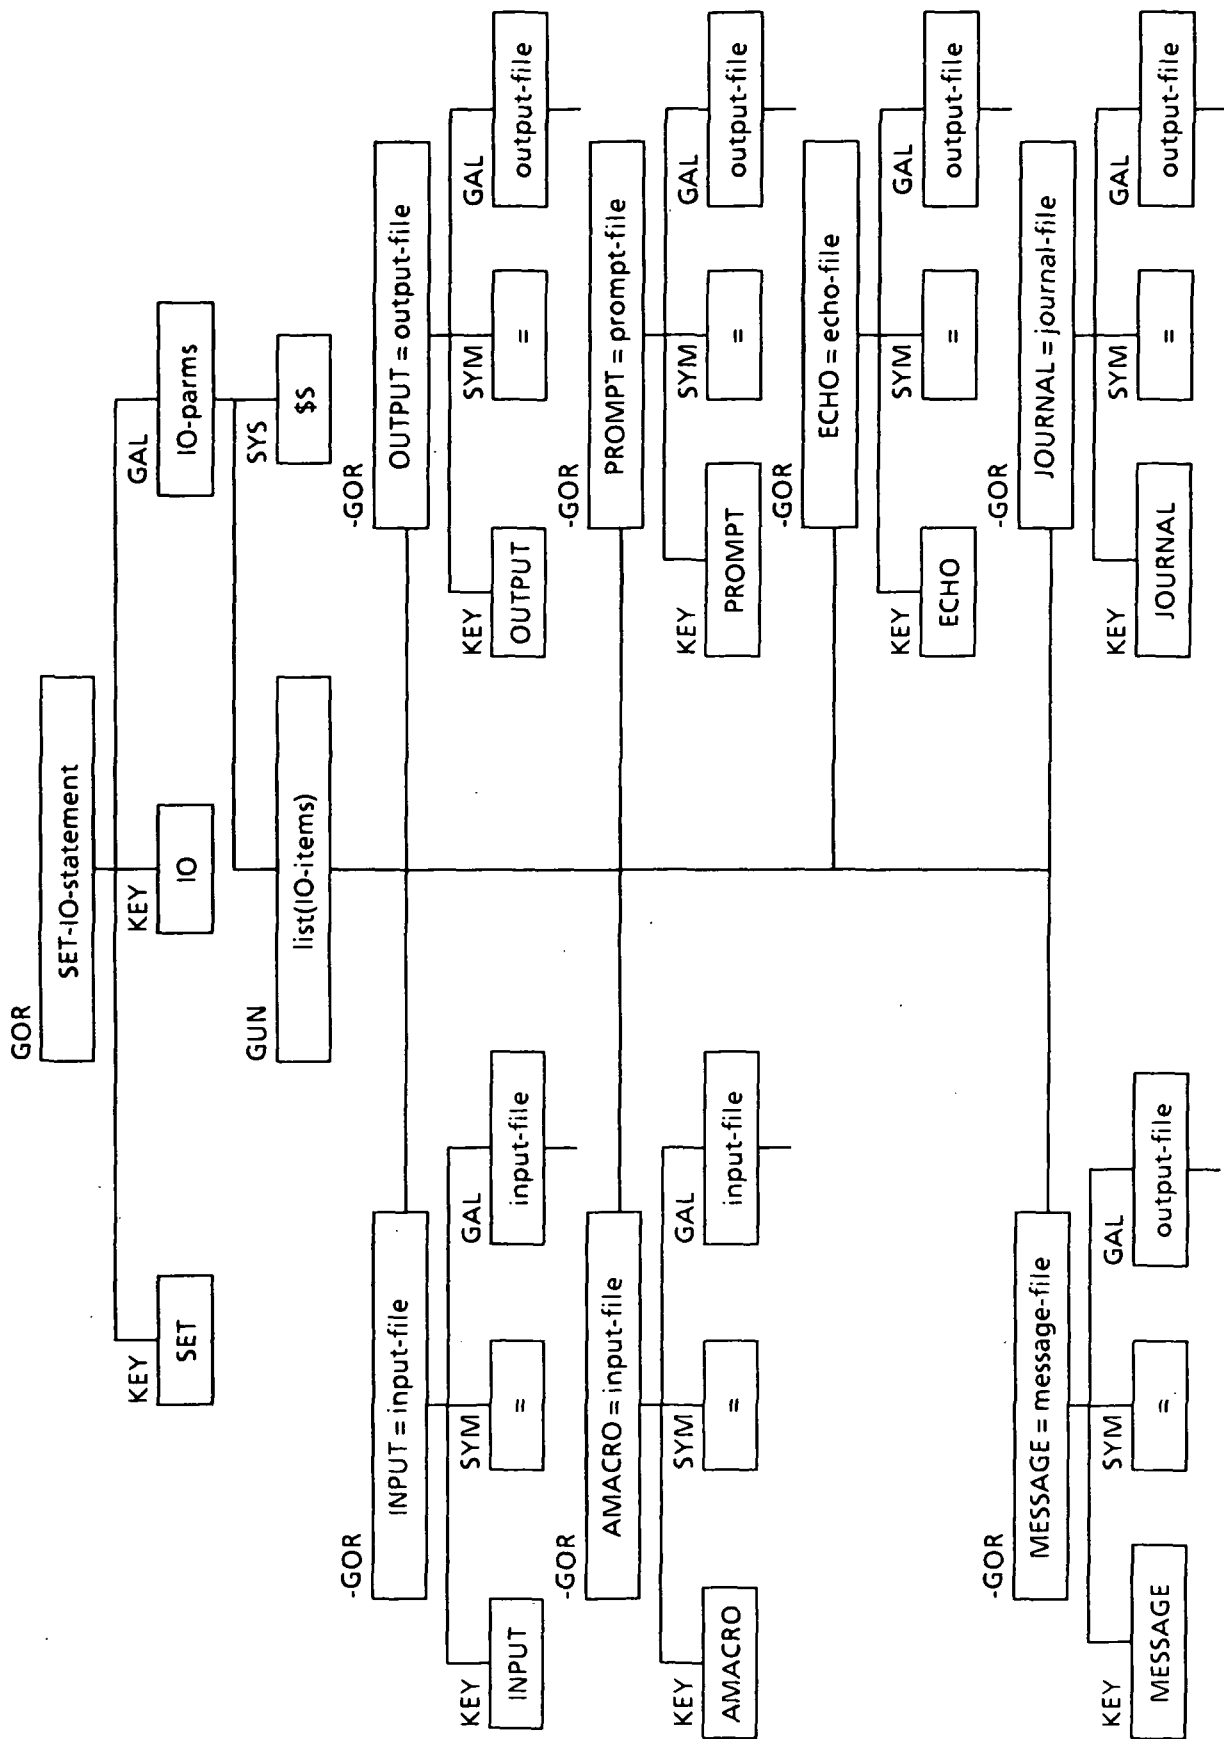 GOR
SET-IO-statement
KEY
SET
KEY
IO
GAL
IO-parms
GUN
list(IO-items)
SYS
$S
-GOR
INPUT = input-file
KEY
INPUT
SYM
=
GAL
input-file
-GOR
OUTPUT = output-file
KEY
OUTPUT
SYM
=
GAL
output-file
-GOR
AMACRO = input-file
KEY
AMACRO
SYM
=
GAL
input-file
-GOR
PROMPT = prompt-file
KEY
PROMPT
SYM
=
GAL
output-file
-GOR
ECHO = echo-file
KEY
ECHO
SYM
=
GAL
output-file
-GOR
MESSAGE = message-file
KEY
MESSAGE
SYM
=
GAL
output-file
-GOR
JOURNAL = journal-file
KEY
JOURNAL
SYM
=
GAL
output-file